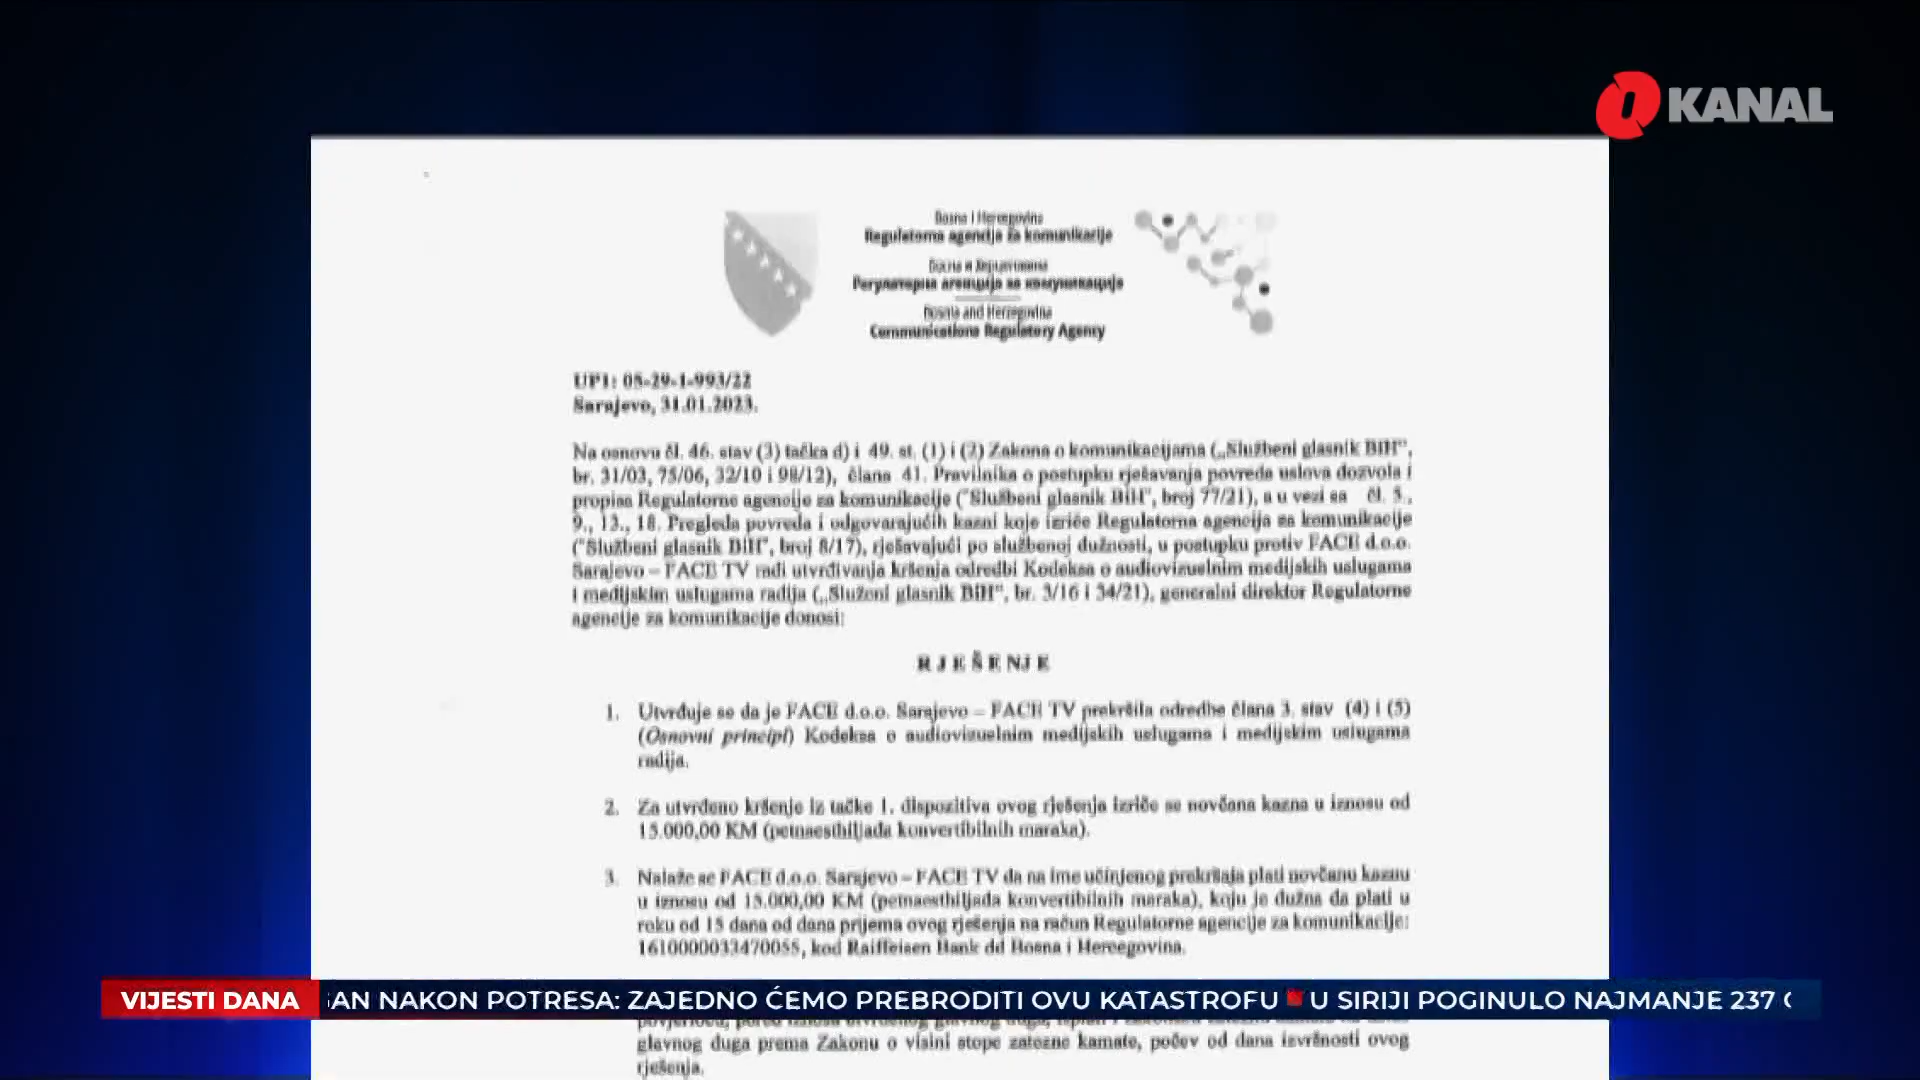 O KANAL
Bosna i Hercegovina
Regulatorna agencija za komunikacije
Босна и Херцеговина
Регулаторна агенција за комуникације
Bosnia and Herzegovina
Communications Regulatory Agency
UP1: 05-29-1-993/22
Sarajevo, 31.01.2023.
Na osnovu čl. 46. stav (3) tačka d) i 49. st. (1) i (2) Zakona o komunikacijama („Službeni glasnik BiH“,
br. 31/03, 75/06, 32/10 i 98/12), člana 41. Pravilnika o postupku rješavanja povreda uslova dozvola i
propisa Regulatorne agencije za komunikacije ("Službeni glasnik BiH", broj 77/21), a u vezi sa čl. 5.,
9., 13., 18. Pregleda povreda i odgovarajućih kazni koje izriče Regulatorna agencija za komunikacije
("Službeni glasnik BiH", broj 8/17), rješavajući po službenoj dužnosti, u postupku protiv FACE d.o.o.
Sarajevo – FACE TV radi utvrđivanja kršenja odredbi Kodeksa o audiovizuelnim medijskih uslugama
i medijskim uslugama radija („Služeni glasnik BiH“, br. 3/16 i 34/21), generalni direktor Regulatorne
agencije za komunikacije donosi:
R J E Š E NJ E
1. Utvrđuje se da je FACE d.o.o. Sarajevo – FACE TV prekršila odredbe člana 3. stav (4) i (5)
(Osnovni principi) Kodeksa o audiovizuelnim medijskih uslugama i medijskim uslugama
radija.
2. Za utvrđeno kršenje iz tačke 1. dispozitiva ovog rješenja izriče se novčana kazna u iznosu od
15.000,00 KM (petnaesthiljada konvertibilnih maraka).
3. Nalaže se FACE d.o.o. Sarajevo – FACE TV da na ime učinjenog prekršaja plati novčanu kaznu
u iznosu od 15.000,00 KM (petnaesthiljada konvertibilnih maraka), koju je dužna da plati u
roku od 15 dana od dana prijema ovog rješenja na račun Regulatorne agencije za komunikacije:
1610000033470055, kod Raiffeisen Bank dd Bosna i Hercegovina.
VIJESTI DANA GAN NAKON POTRESA: ZAJEDNO ĆEMO PREBRODITI OVU KATASTROFU U SIRIJI POGINULO NAJMANJE 237
glavnog duga prema Zakonu o visini stope zatezne kamate, počev od dana izvršnosti ovog
rješenja.